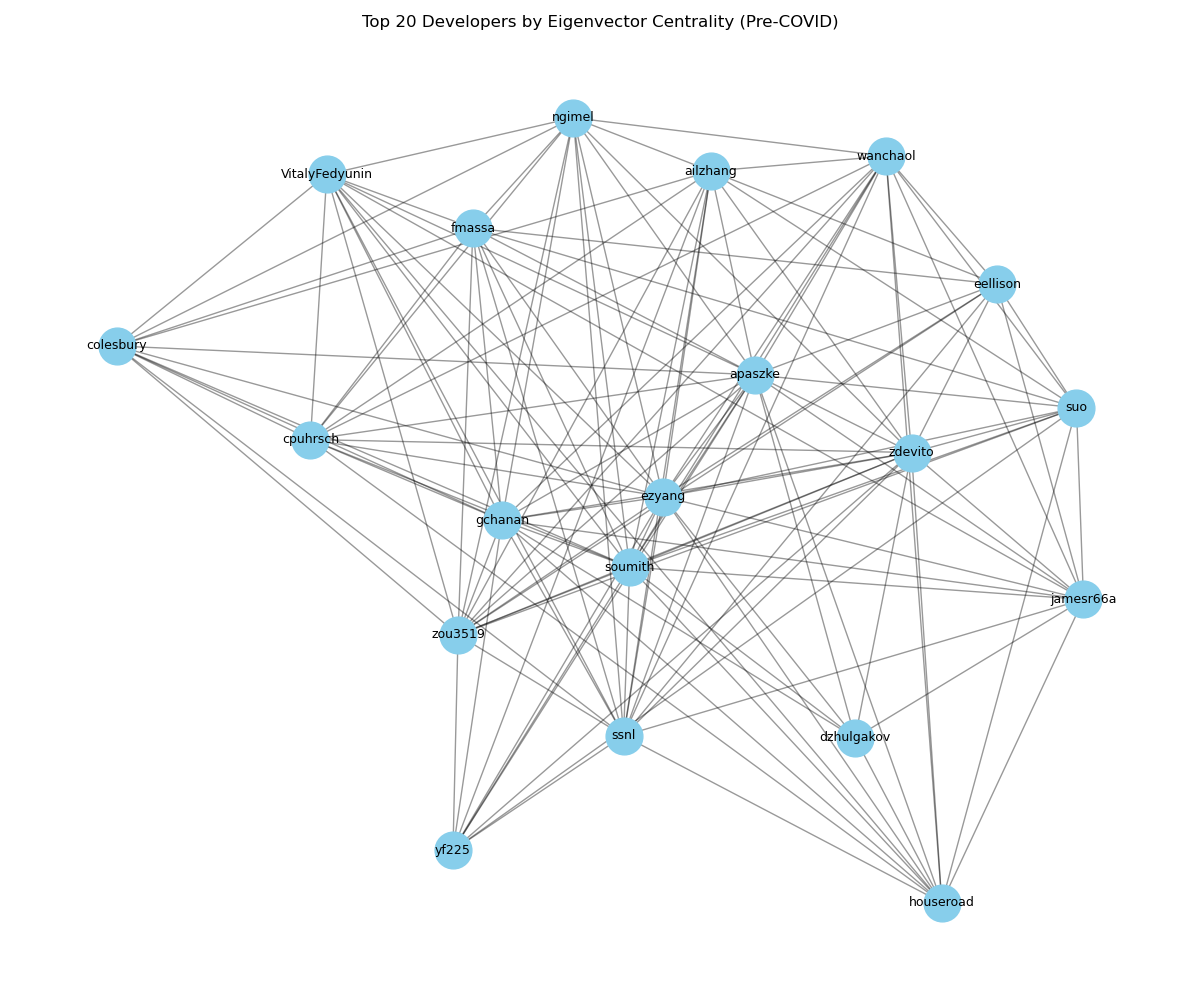 Top 20 Developers by Eigenvector Centrality (Pre-COVID)
ngimel
wanchaol
ailzhang
VitalyFedyunin
fmassa
eellison
colesbury
apaszke
suo
cpuhrsch
zdevito
ezyang
gchanan
soumith
jamesr66a
zou3519
ssnl
dzhulgakov
yf225
houseroad